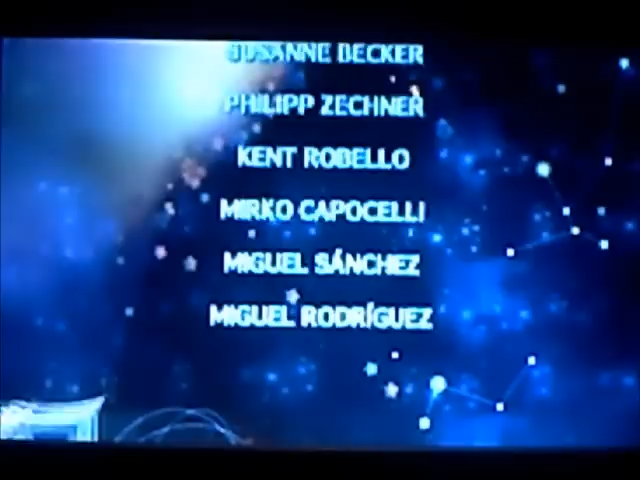 SUSANNE BECKER
PHILIPP ZECHNER
KENT ROBELLO
MIRKO CAPOCELLI
MIGUEL SÁNCHEZ
MIGUEL RODRÍGUEZ